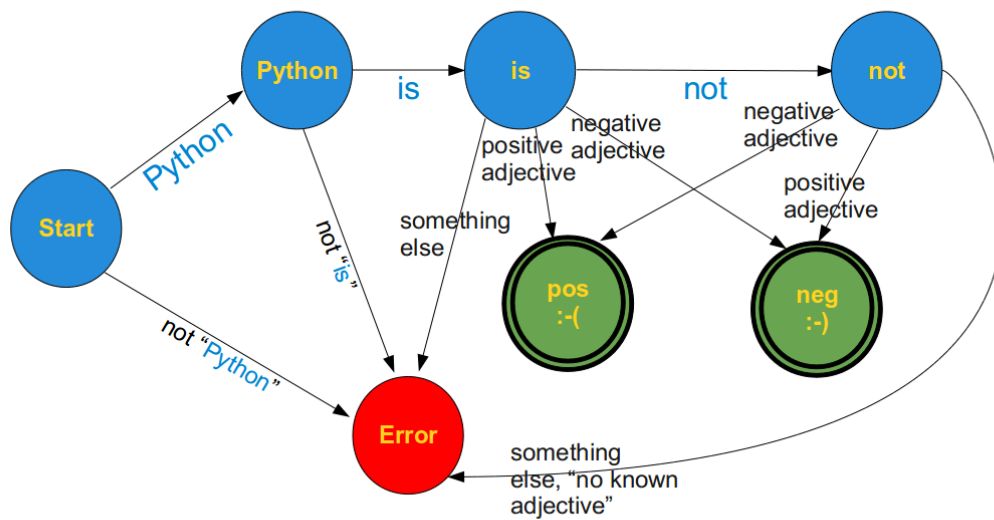 Python
is
is
not
not
Python
positive
adjective
negative
adjective
negative
adjective
positive
adjective
Start
something
else
not "is"
pos
:-(
neg
:-)
not "Python"
Error
something
else, "no known
adjective"